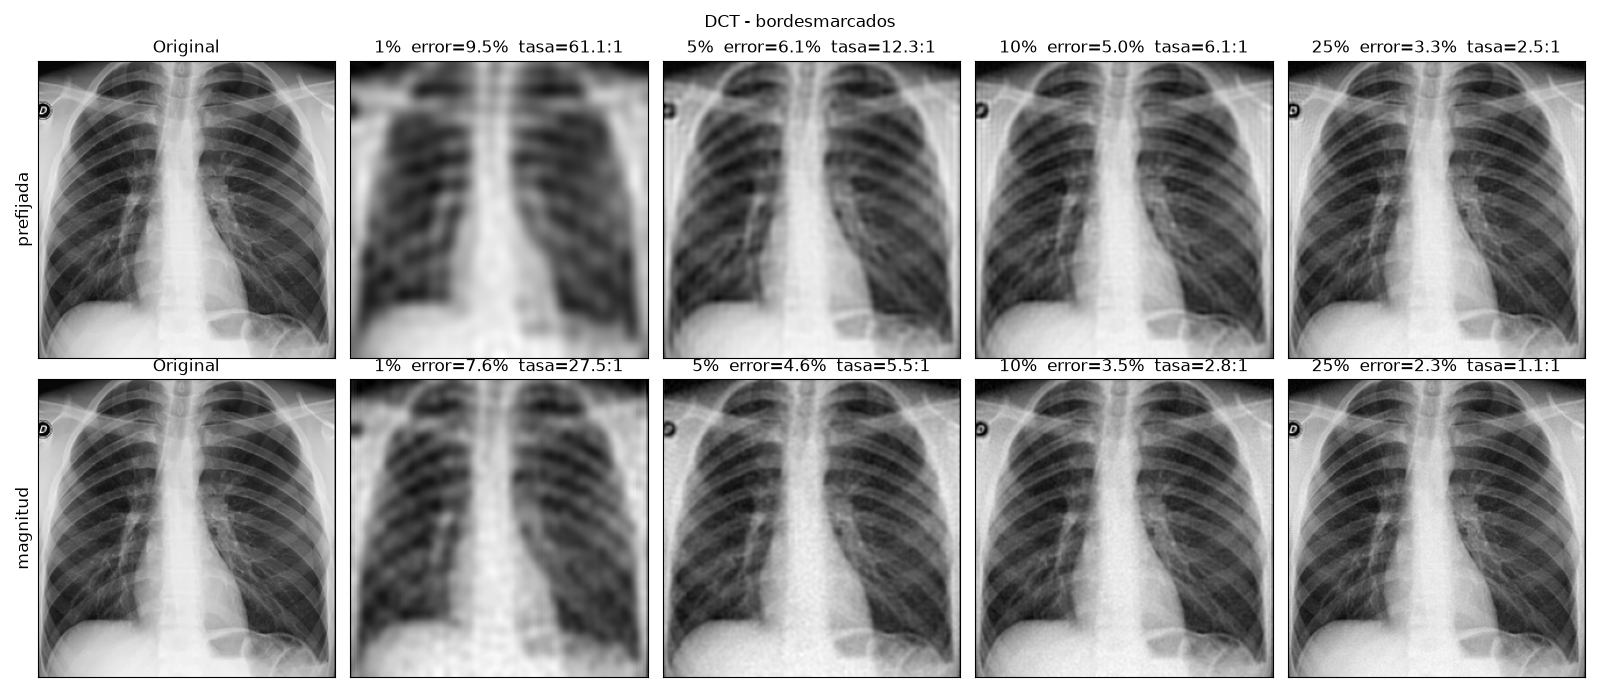 DCT - bordesmarcados
Original
1% error=9.5% tasa=61.1:1
5% error=6.1% tasa=12.3:1
10% error=5.0% tasa=6.1:1
25% error=3.3% tasa=2.5:1
prefijada
D
D
D
D
Original
1% error=7.6% tasa=27.5:1
5% error=4.6% tasa=5.5:1
10% error=3.5% tasa=2.8:1
25% error=2.3% tasa=1.1:1
magnitud
D
D
D
D